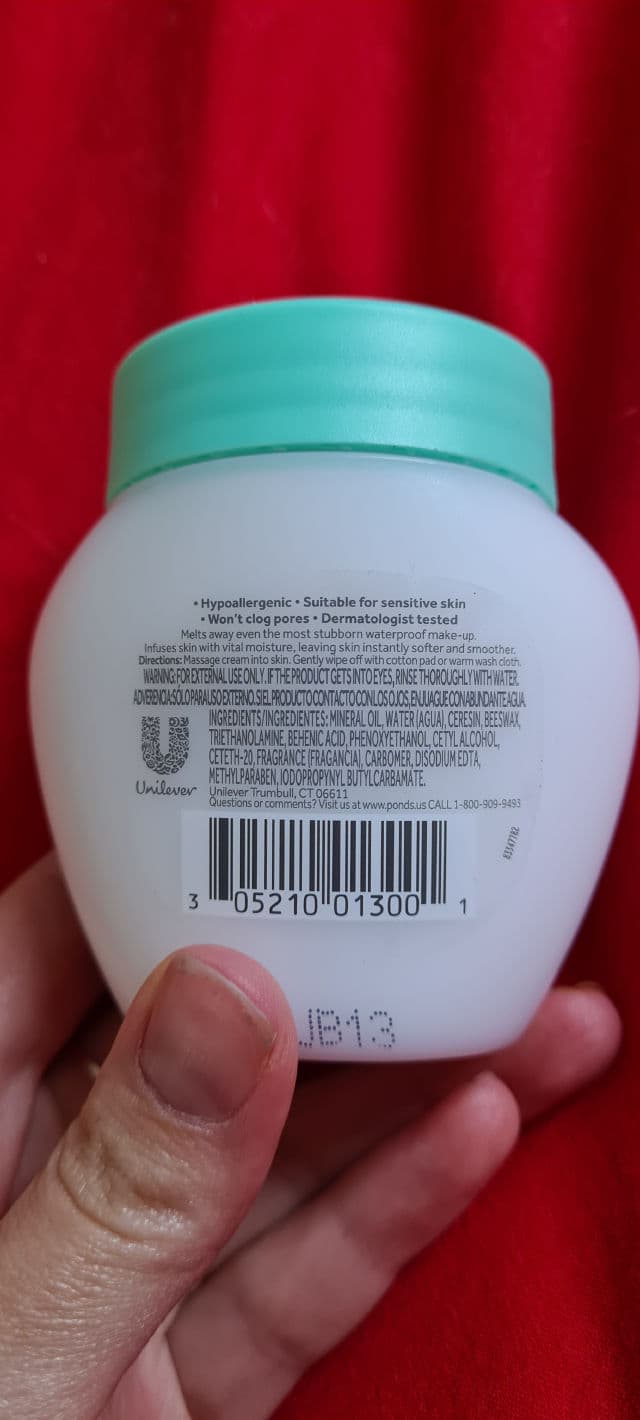 • Hypoallergenic • Suitable for sensitive skin
• Won't clog pores • Dermatologist tested
Melts away even the most stubborn waterproof make-up.
Infuses skin with vital moisture, leaving skin instantly softer and smoother.
Directions: Massage cream into skin. Gently wipe off with cotton pad or warm wash cloth.
WARNING: FOR EXTERNAL USE ONLY. IF THE PRODUCT GETS INTO EYES, RINSE THOROUGHLY WITH WATER.
ADVERENCIA: SÓLO PARA USO EXTERNO. SI EL PRODUCTO CONTACTO CON LOS OJOS, ENJUAGUE CON ABUNDANTE AGUA.
INGREDIENTS/INGREDIENTES: MINERAL OIL, WATER (AGUA), CERESIN, BEESWAX,
TRIETHANOLAMINE, BEHENIC ACID, PHENOXYETHANOL, CETYL ALCOHOL,
CETETH-20, FRAGRANCE (FRAGANCIA), CARBOMER, DISODIUM EDTA,
METHYLPARABEN, IODOPROPYNYL BUTYLCARBAMATE.
Unilever
Unilever Trumbull, CT 06611
Questions or comments? Visit us at www.ponds.us CALL 1-800-909-9493
83347782
3 05210 01300 1
JB13